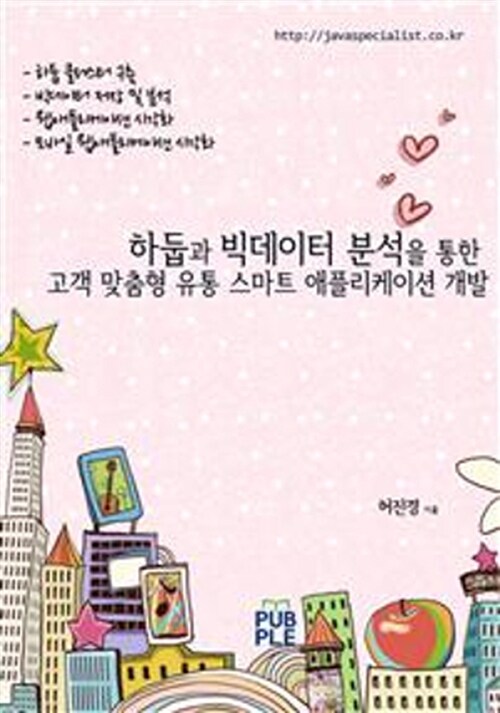 http://javaspecialist.co.kr
- 하둡 클러스터 구축
- 빅데이터 저장 및 분석
- 웹애플리케이션 시각화
- 모바일 웹애플리케이션 시각화
하둡과 빅데이터 분석을 통한
고객 맞춤형 유통 스마트 애플리케이션 개발
허진경 지음
PUB
PLE